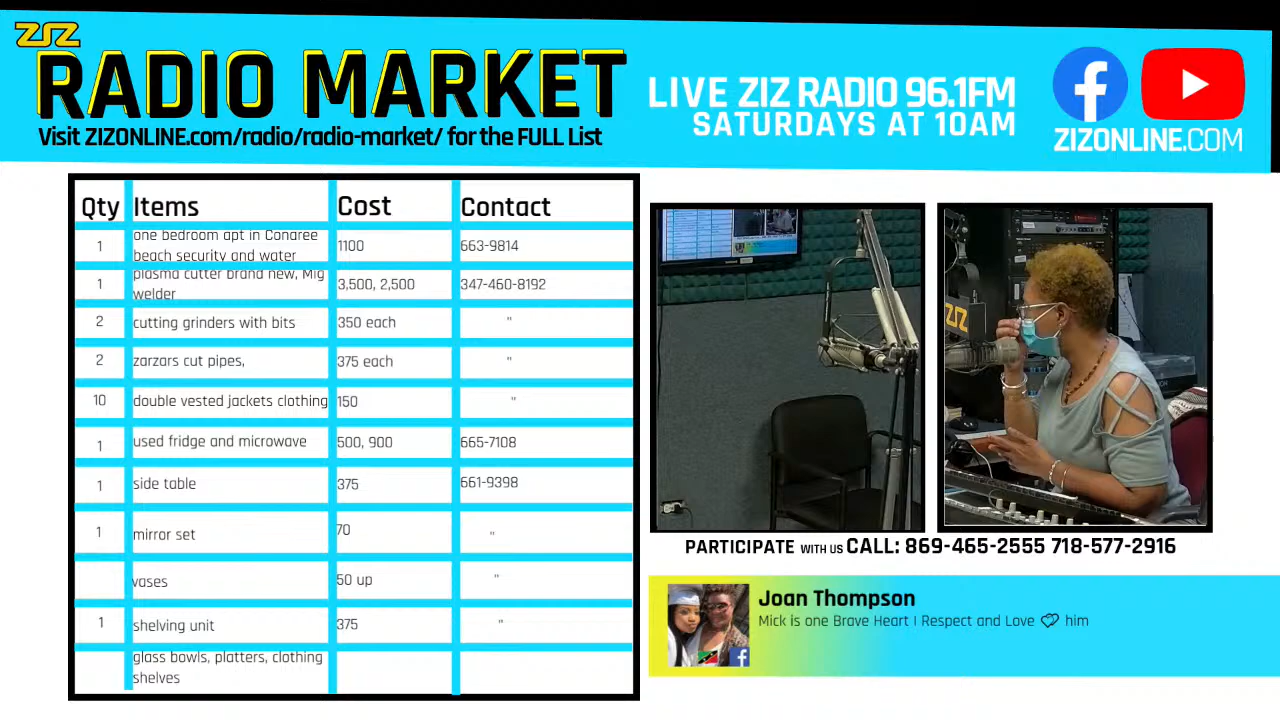 ZIZ
RADIO MARKET
Visit ZIZONLINE.com/radio/radio-market/ for the FULL List
LIVE ZIZ RADIO 96.1FM
SATURDAYS AT 10AM
ZIZONLINE.COM
Qty Items Cost Contact
1 one bedroom apt in Conaree beach security and water 1100 663-9814
1 plasma cutter brand new, Mig welder 3,500, 2,500 347-460-8192
2 cutting grinders with bits 350 each "
2 zarzars cut pipes, 375 each "
10 double vested jackets clothing 150 "
1 used fridge and microwave 500, 900 665-7108
1 side table 375 661-9398
1 mirror set 70 "
vases 50 up "
1 shelving unit 375 "
glass bowls, platters, clothing shelves
ZIZ
PARTICIPATE WITH US CALL: 869-465-2555 718-577-2916
Joan Thompson
Mick is one Brave Heart I Respect and Love 💕 him